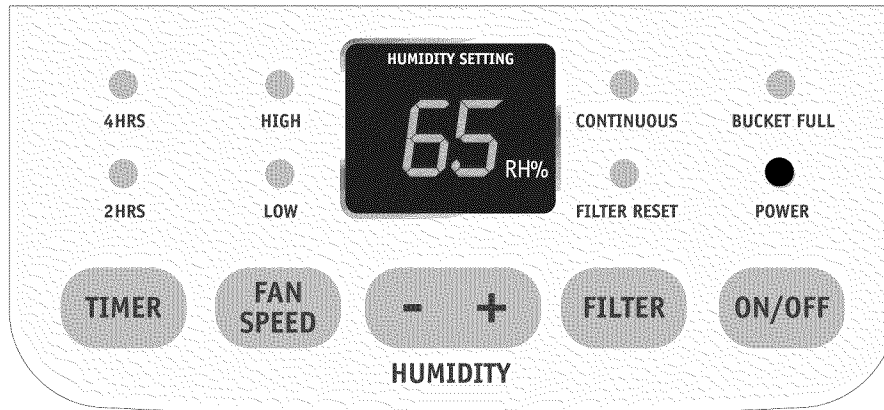 HUMIDITY SETTING
65 RH%
4HRS
HIGH
CONTINUOUS
BUCKET FULL
2HRS
LOW
FILTER RESET
POWER
TIMER
FAN
SPEED
- +
FILTER
ON/OFF
HUMIDITY